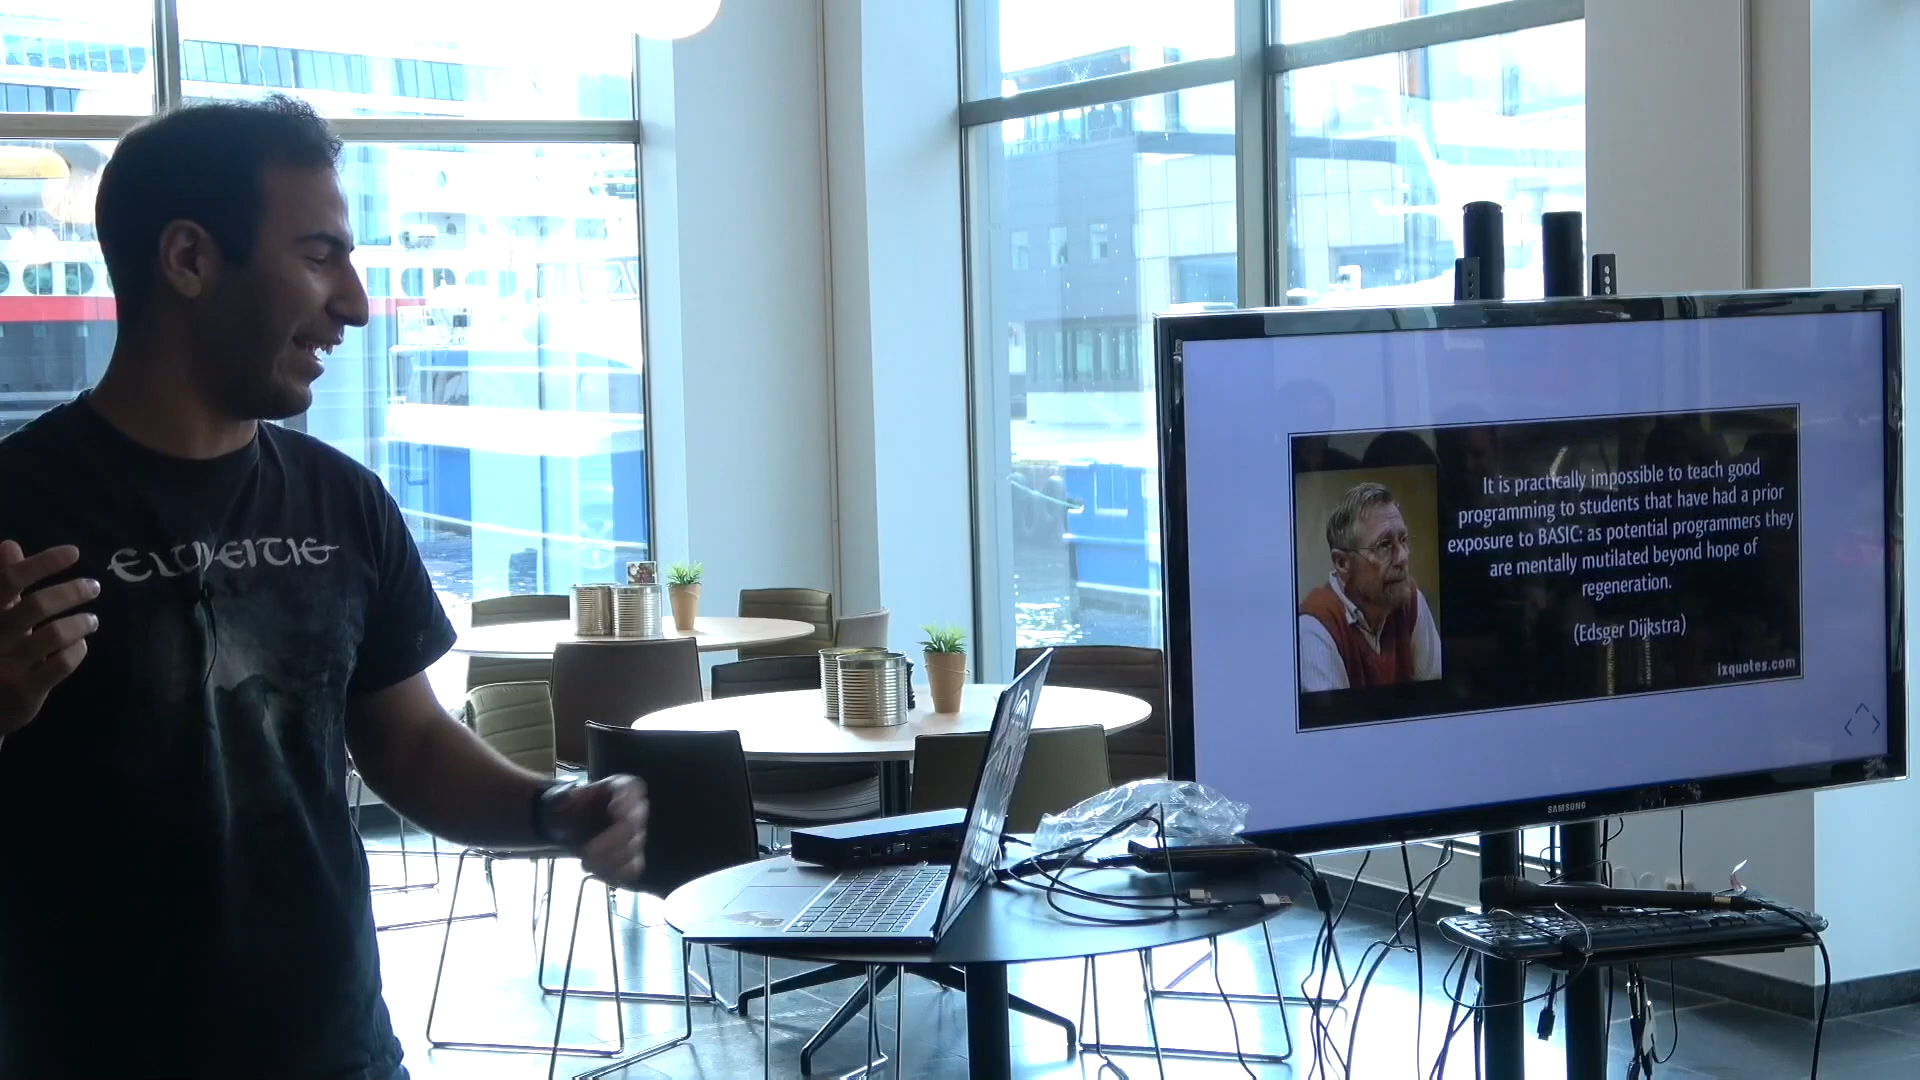 ELUVEITIE
It is practically impossible to teach good
programming to students that have had a prior
exposure to BASIC: as potential programmers they
are mentally mutilated beyond hope of
regeneration.
(Edsger Dijkstra)
izquotes.com
SAMSUNG